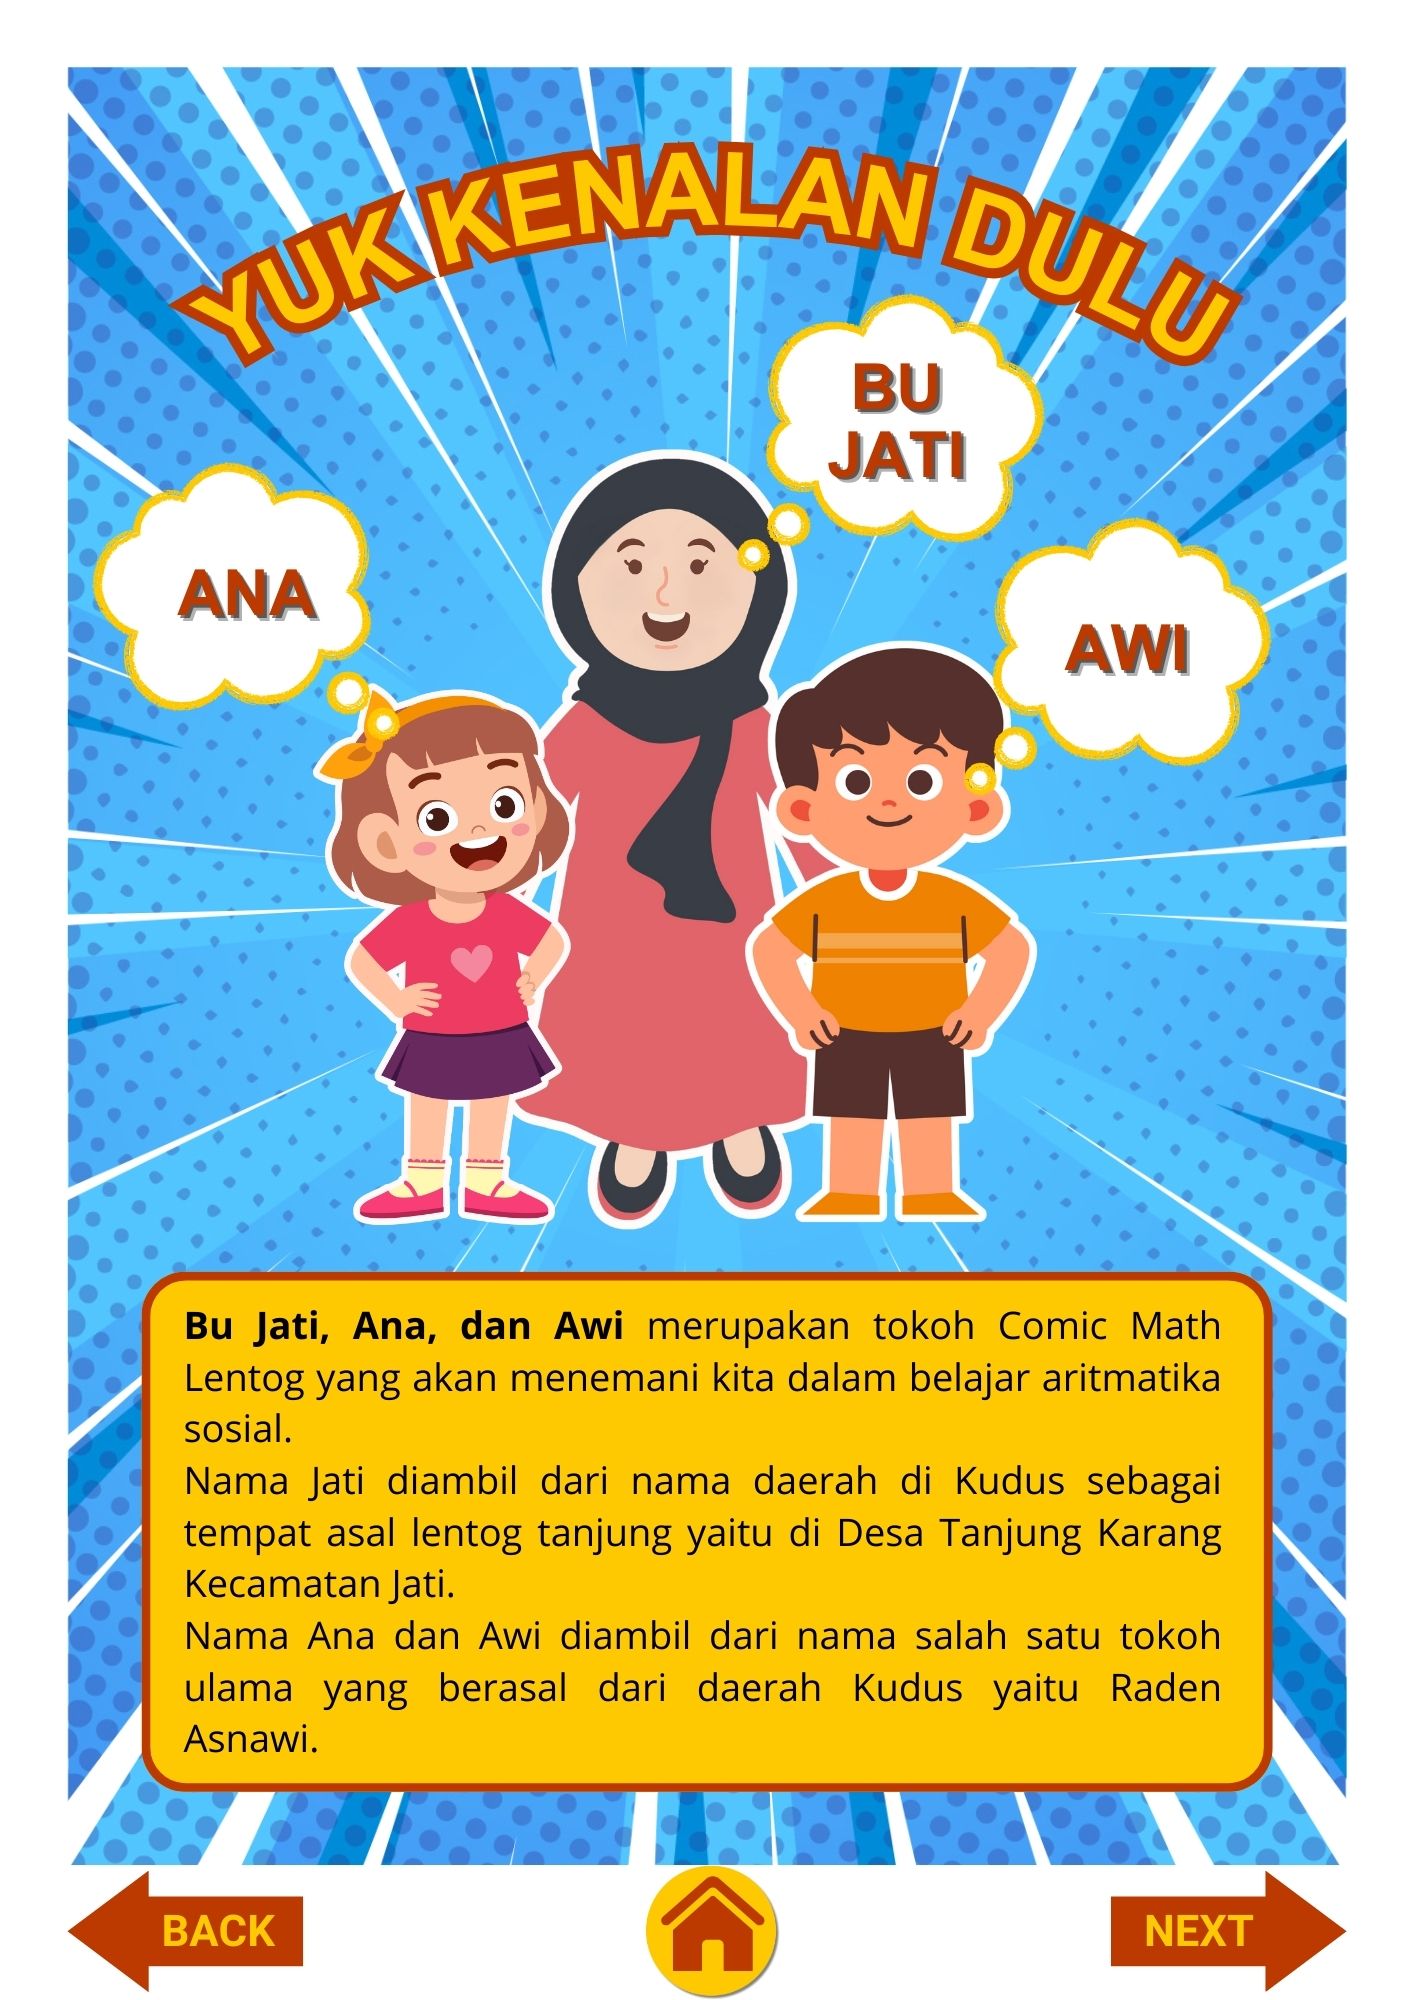 YUK KENALAN DULU
BU
JATI
ANA
AWI
Bu Jati, Ana, dan Awi merupakan tokoh Comic Math
Lentog yang akan menemani kita dalam belajar aritmatika
sosial.
Nama Jati diambil dari nama daerah di Kudus sebagai
tempat asal lentog tanjung yaitu di Desa Tanjung Karang
Kecamatan Jati.
Nama Ana dan Awi diambil dari nama salah satu tokoh
ulama yang berasal dari daerah Kudus yaitu Raden
Asnawi.
BACK
NEXT